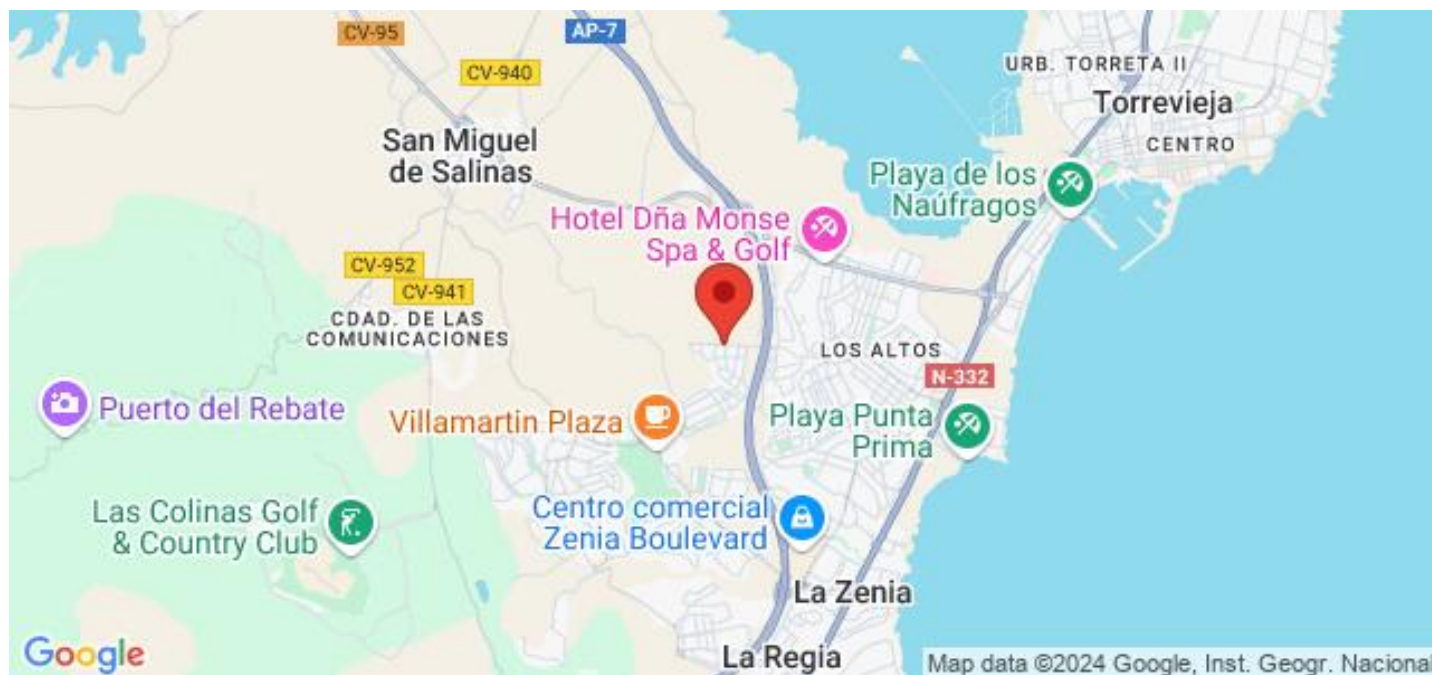 CV-95
AP-7
CV-940
URB. TORRETA II
Torrevieja
CENTRO
San Miguel
de Salinas
Playa de los
Naúfragos
Hotel Dña Monse
Spa & Golf
CV-952
CV-941
CDAD. DE LAS
COMUNICACIONES
LOS ALTOS
N-332
Puerto del Rebate
Villamartin Plaza
Playa Punta
Prima
Las Colinas Golf
& Country Club
Centro comercial
Zenia Boulevard
La Zenia
La Regia
Google
Map data ©2024 Google, Inst. Geogr. Nacional